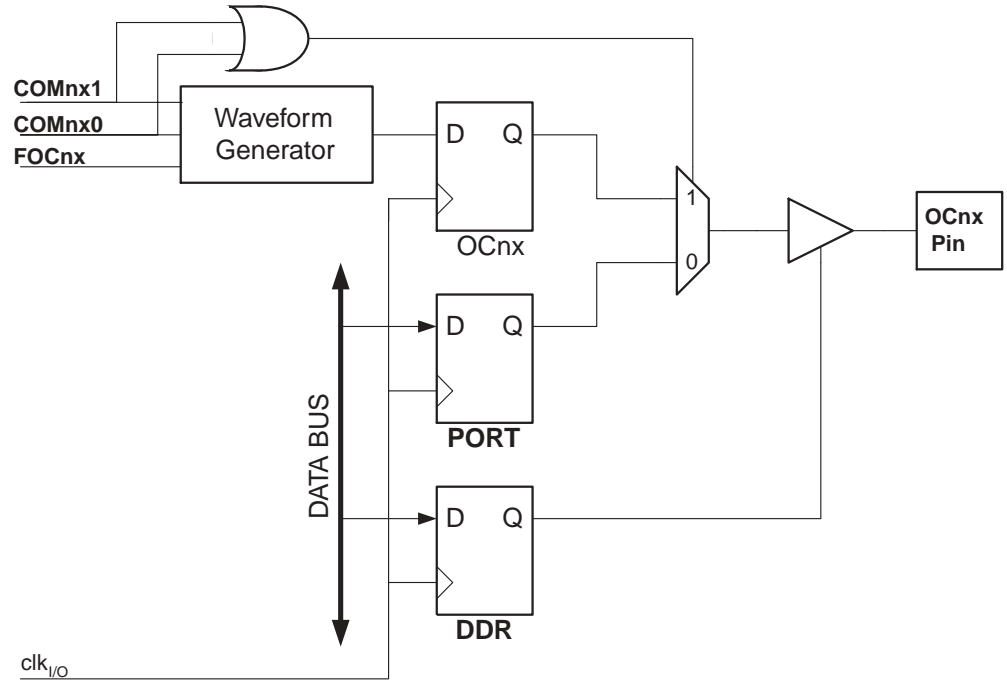 COMnx1
COMnx0
FOCnx
Waveform
Generator
D Q
OCnx
1
0
OCnx
Pin
D Q
PORT
DATA BUS
D Q
DDR
clkI/O